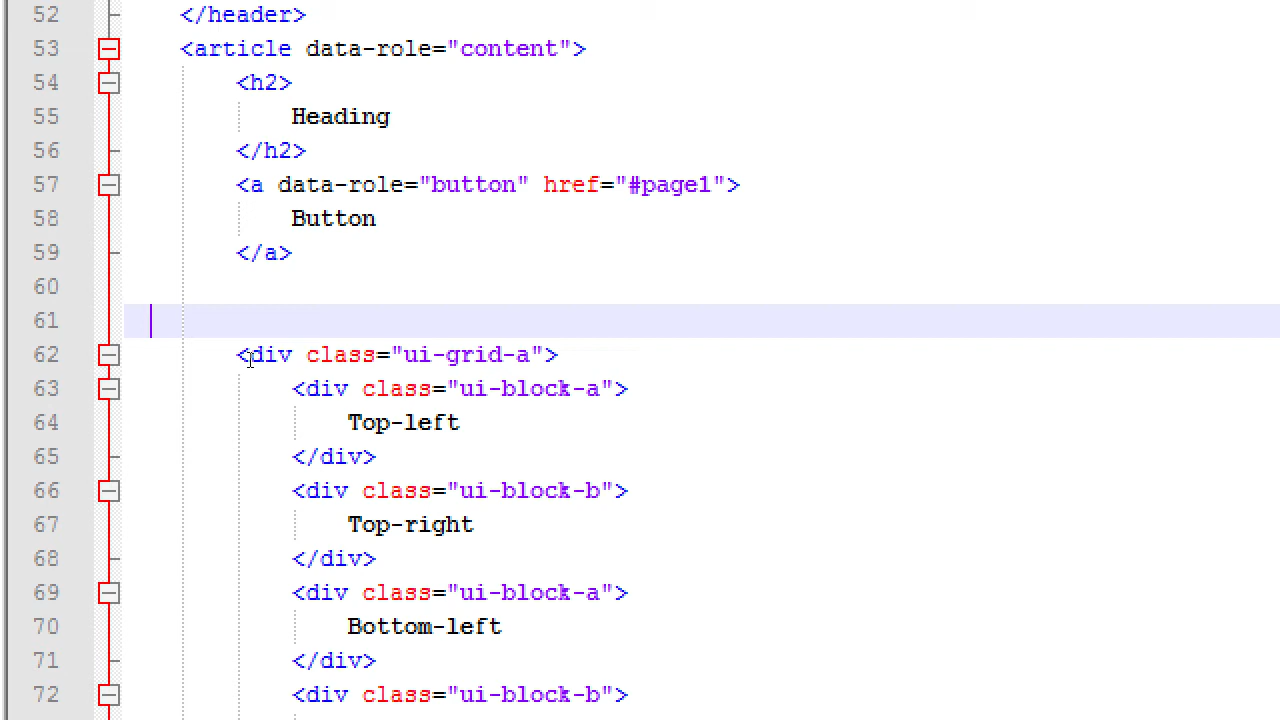 52 </header>
53 <article data-role="content">
54 <h2>
55 Heading
56 </h2>
57 <a data-role="button" href="#page1">
58 Button
59 </a>
60
61
62 <div class="ui-grid-a">
63 <div class="ui-block-a">
64 Top-left
65 </div>
66 <div class="ui-block-b">
67 Top-right
68 </div>
69 <div class="ui-block-a">
70 Bottom-left
71 </div>
72 <div class="ui-block-b">